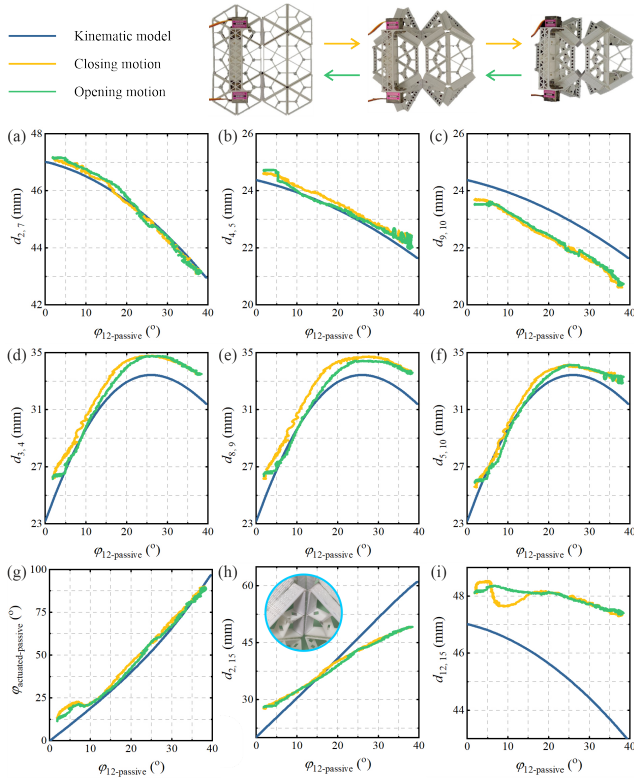 Kinematic model
Closing motion
Opening motion
(a)
48
46
44
42
0 10 20 30 40
d2, 7 (mm)
φ12-passive (°)
(b)
26
24
22
20
0 10 20 30 40
d4, 5 (mm)
φ12-passive (°)
(c)
26
24
22
20
0 10 20 30 40
d9, 10 (mm)
φ12-passive (°)
(d)
35
31
27
23
0 10 20 30 40
d3, 4 (mm)
φ12-passive (°)
(e)
35
31
27
23
0 10 20 30 40
d8, 9 (mm)
φ12-passive (°)
(f)
35
31
27
23
0 10 20 30 40
d5, 10 (mm)
φ12-passive (°)
(g)
100
75
50
25
0
0 10 20 30 40
φactuated-passive (°)
φ12-passive (°)
(h)
60
45
30
0 10 20 30 40
d2, 15 (mm)
φ12-passive (°)
(i)
49
47
45
43
0 10 20 30 40
d12, 15 (mm)
φ12-passive (°)